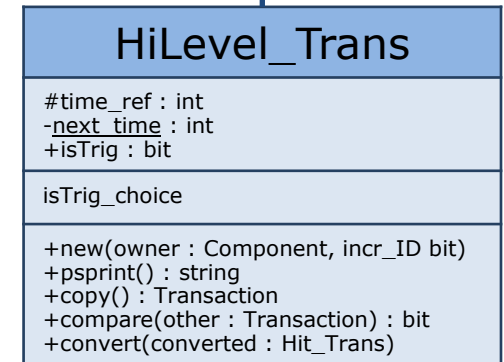 HiLevel_Trans
#time_ref : int
-next_time : int
+isTrig : bit
isTrig_choice
+new(owner : Component, incr_ID bit)
+psprint() : string
+copy() : Transaction
+compare(other : Transaction) : bit
+convert(converted : Hit_Trans)